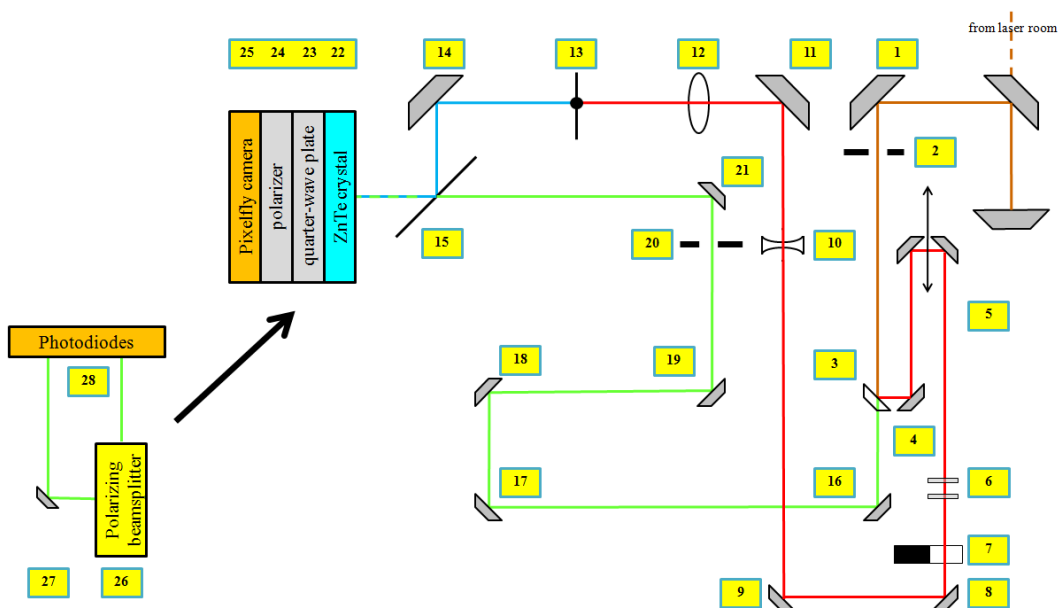 from laser room
25 24 23 22
14
13
12
11
1
2
21
Pixelfly camera
polarizer
quarter-wave plate
ZnTe crystal
15
20
10
5
Photodiodes
28
18
19
3
4
Polarizing
beamsplitter
17
16
6
7
27
26
9
8